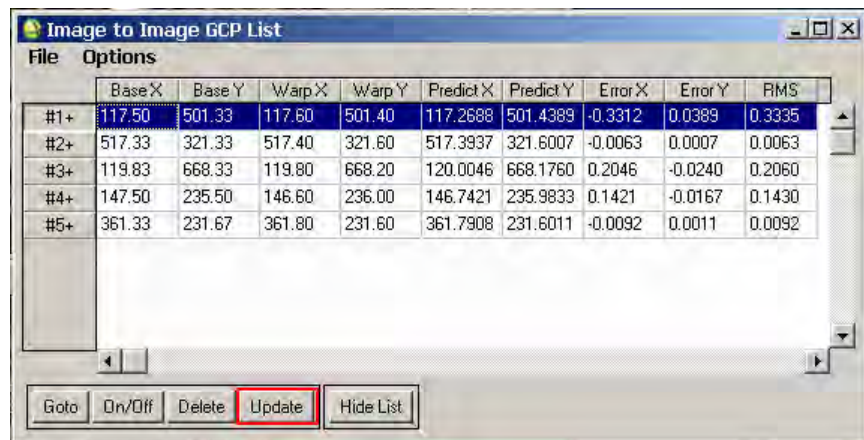 Image to Image GCP List
File Options
Base X Base Y Warp X Warp Y Predict X Predict Y Error X Error Y RMS
#1+ 117.50 501.33 117.60 501.40 117.2688 501.4389 -0.3312 0.0389 0.3335
#2+ 517.33 321.33 517.40 321.60 517.3937 321.6007 -0.0063 0.0007 0.0063
#3+ 119.83 668.33 119.80 668.20 120.0046 668.1760 0.2046 -0.0240 0.2060
#4+ 147.50 235.50 146.60 236.00 146.7421 235.9833 0.1421 -0.0167 0.1430
#5+ 361.33 231.67 361.80 231.60 361.7908 231.6011 -0.0092 0.0011 0.0092
Goto On/Off Delete Update Hide List